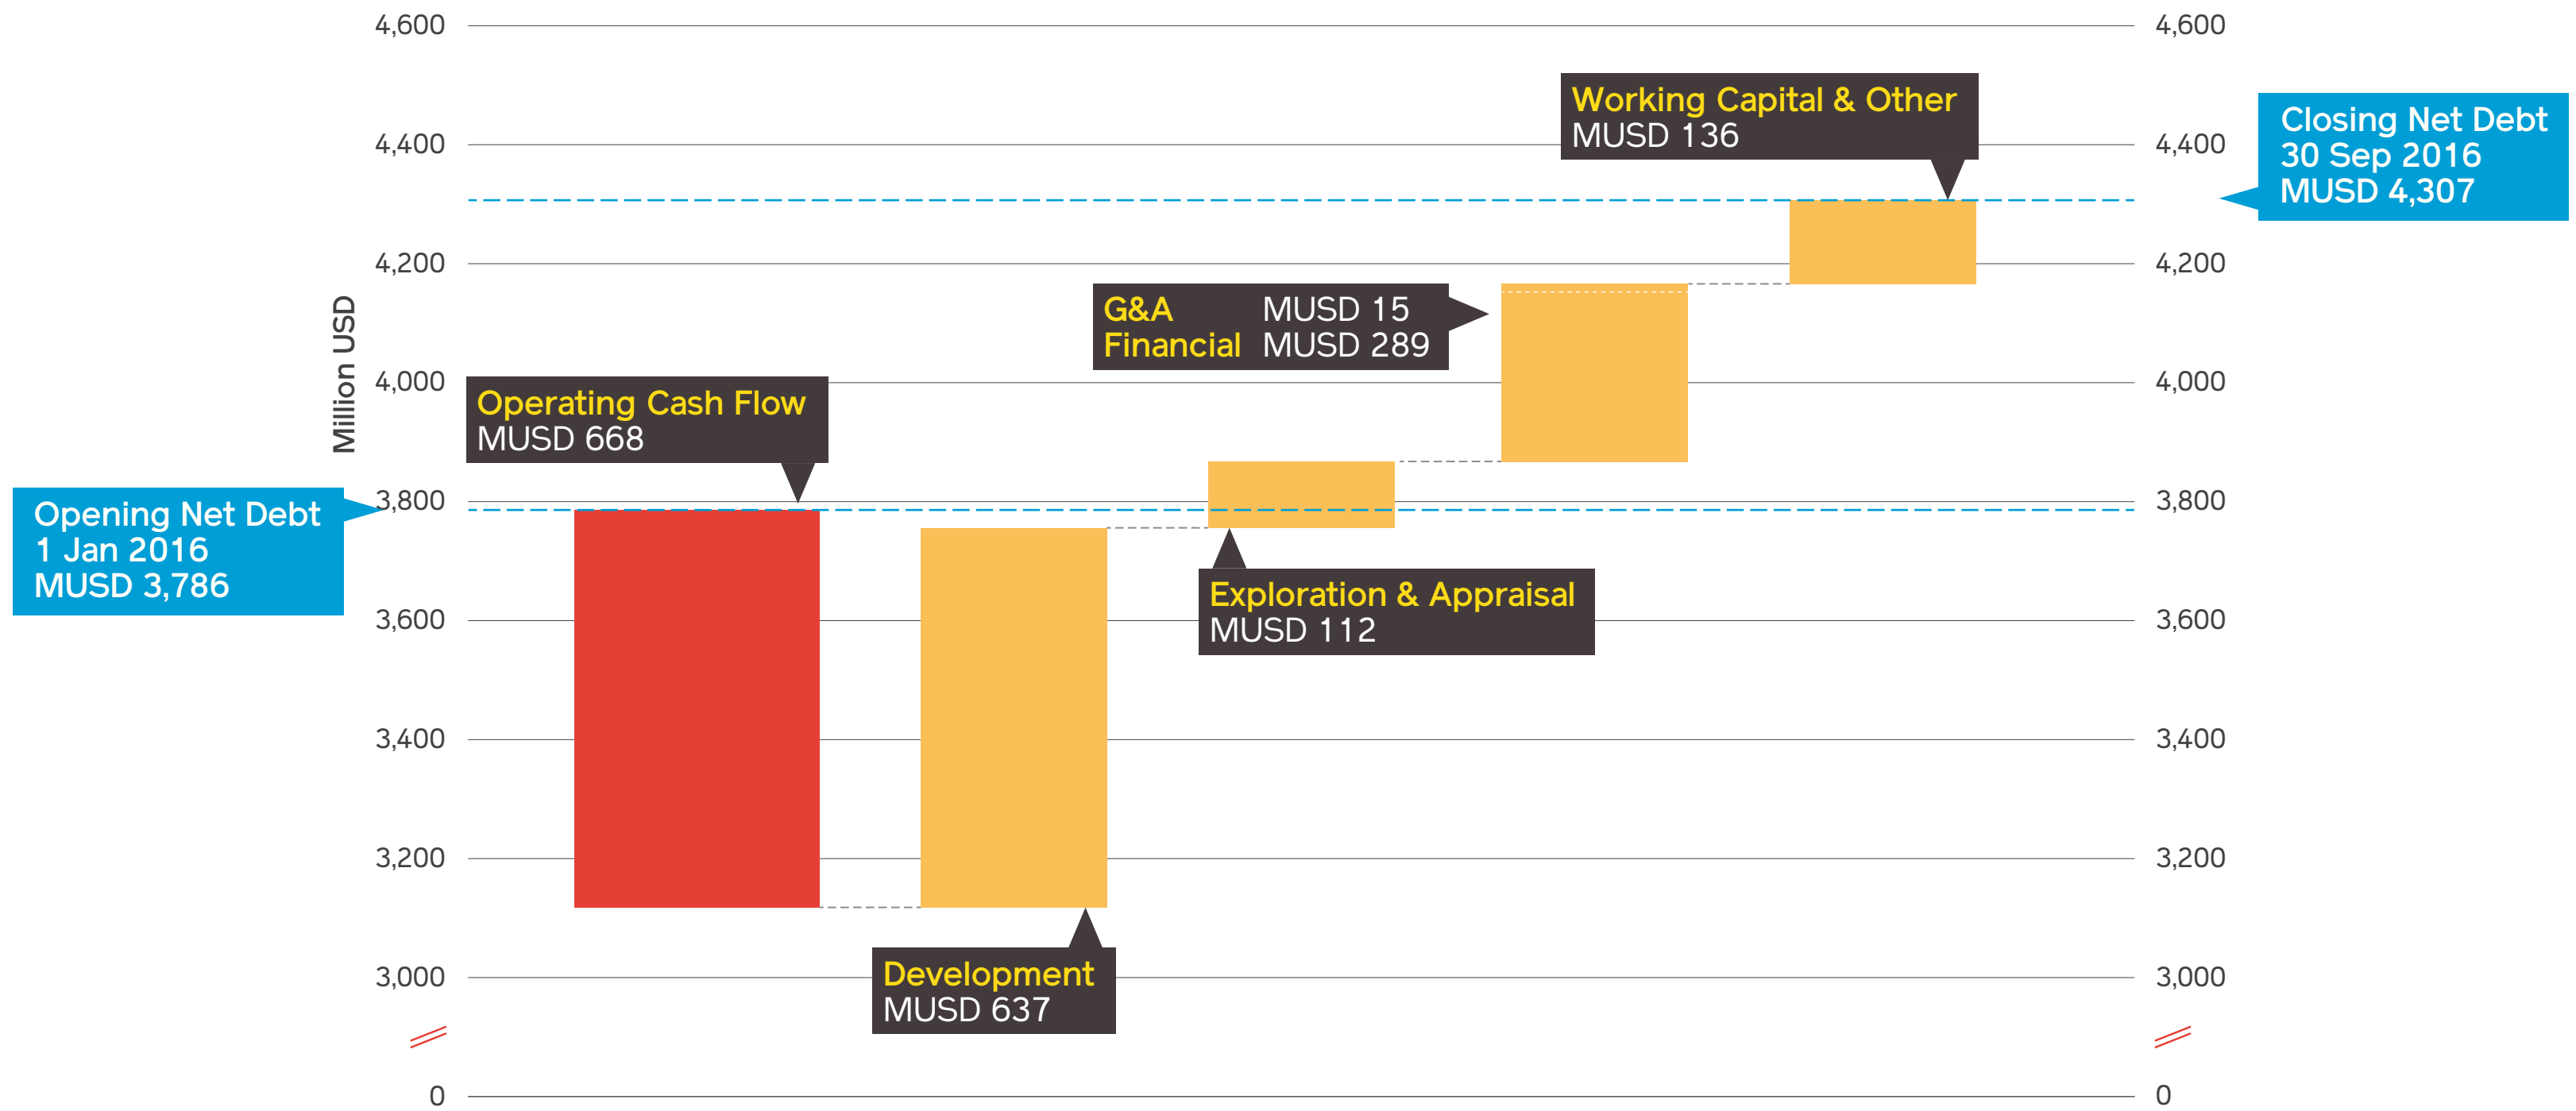 4,600
4,400
4,200
4,000
3,800
3,600
3,400
3,200
3,000
0
Million USD
Opening Net Debt
1 Jan 2016
MUSD 3,786
Operating Cash Flow
MUSD 668
Development
MUSD 637
Exploration & Appraisal
MUSD 112
G&A MUSD 15
Financial MUSD 289
Working Capital & Other
MUSD 136
Closing Net Debt
30 Sep 2016
MUSD 4,307
4,600
4,400
4,200
4,000
3,800
3,600
3,400
3,200
3,000
0